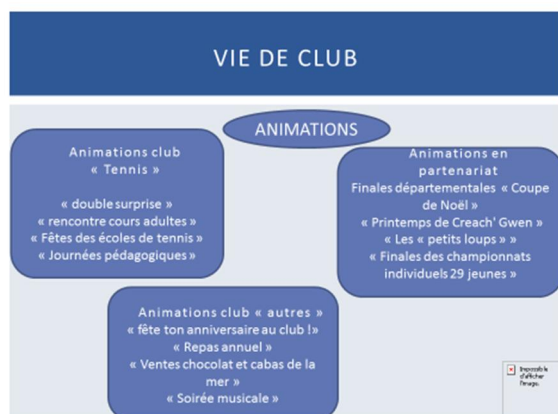 VIE DE CLUB
ANIMATIONS
Animations club
« Tennis »
« double surprise »
« rencontre cours adultes »
« Fêtes des écoles de tennis »
« Journées pédagogiques »
Animations en
partenariat
Finales départementales « Coupe
de Noël »
« Printemps de Creach' Gwen »
« Les « petits loups » »
« Finales des championnats
individuels 29 jeunes »
Animations club « autres »
« fête ton anniversaire au club !»
« Repas annuel »
« Ventes chocolat et cabas de la
mer »
« Soirée musicale »
Impossible
d'afficher
l'image.